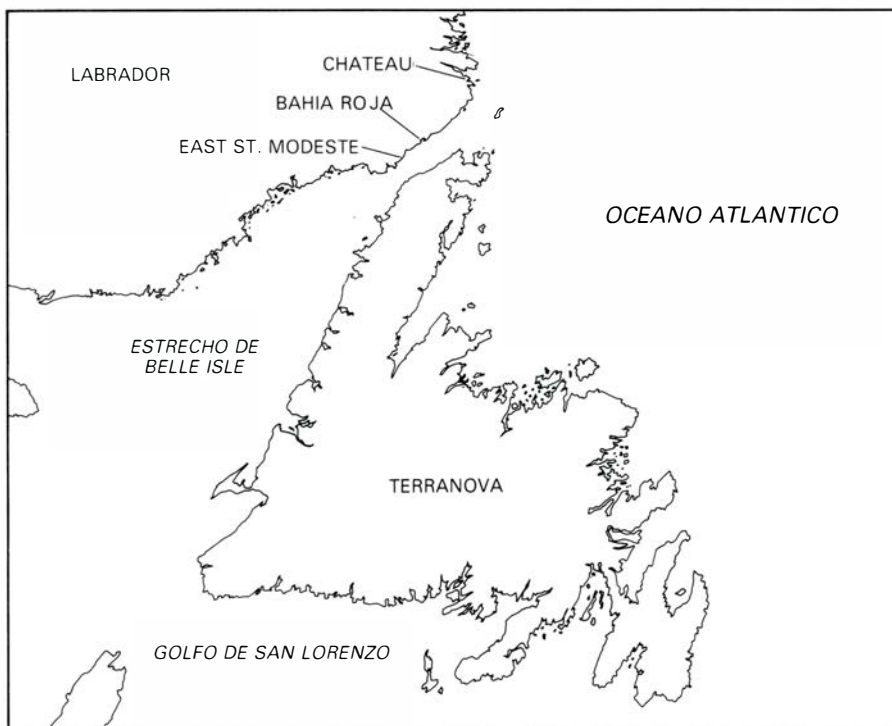 LABRADOR
CHATEAU
BAHIA ROJA
EAST ST. MODESTE
OCEANO ATLANTICO
ESTRECHO DE
BELLE ISLE
TERRANOVA
GOLFO DE SAN LORENZO